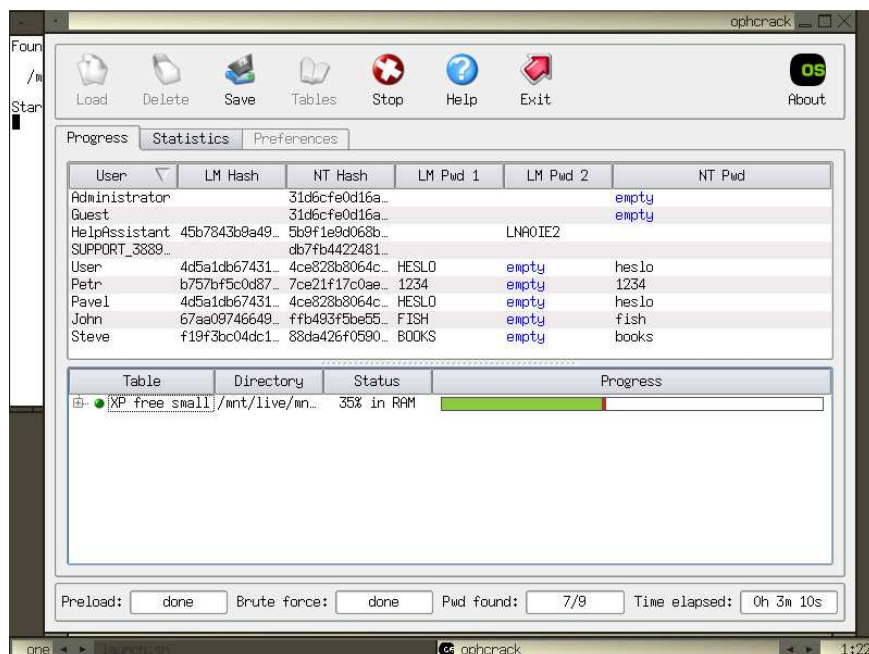 ophcrack
Foun
/m
Star
Load Delete Save Tables Stop Help Exit About
OS
Progress Statistics Preferences
User LM Hash NT Hash LM Pwd 1 LM Pwd 2 NT Pwd
Administrator 31d6cfe0d16a... empty
Guest 31d6cfe0d16a... empty
HelpAssistant 45b7843b9a49... 5b9f1e9d068b... LNAOIE2
SUPPORT_3889... db7fb4422481...
User 4d5a1db67431... 4ce828b8064c... HESLO empty heslo
Petr b757bf5c0d87... 7ce21f17c0ae... 1234 empty 1234
Pavel 4d5a1db67431... 4ce828b8064c... HESLO empty heslo
John 67aa09746649... ffb493f5be55... FISH empty fish
Steve f19f3bc04dc1... 88da426f0590... BOOKS empty books
Table Directory Status Progress
XP free small /mnt/live/mn... 35% in RAM
Preload: done Brute force: done Pwd found: 7/9 Time elapsed: 0h 3m 10s
one launch.sh ophcrack 1:22